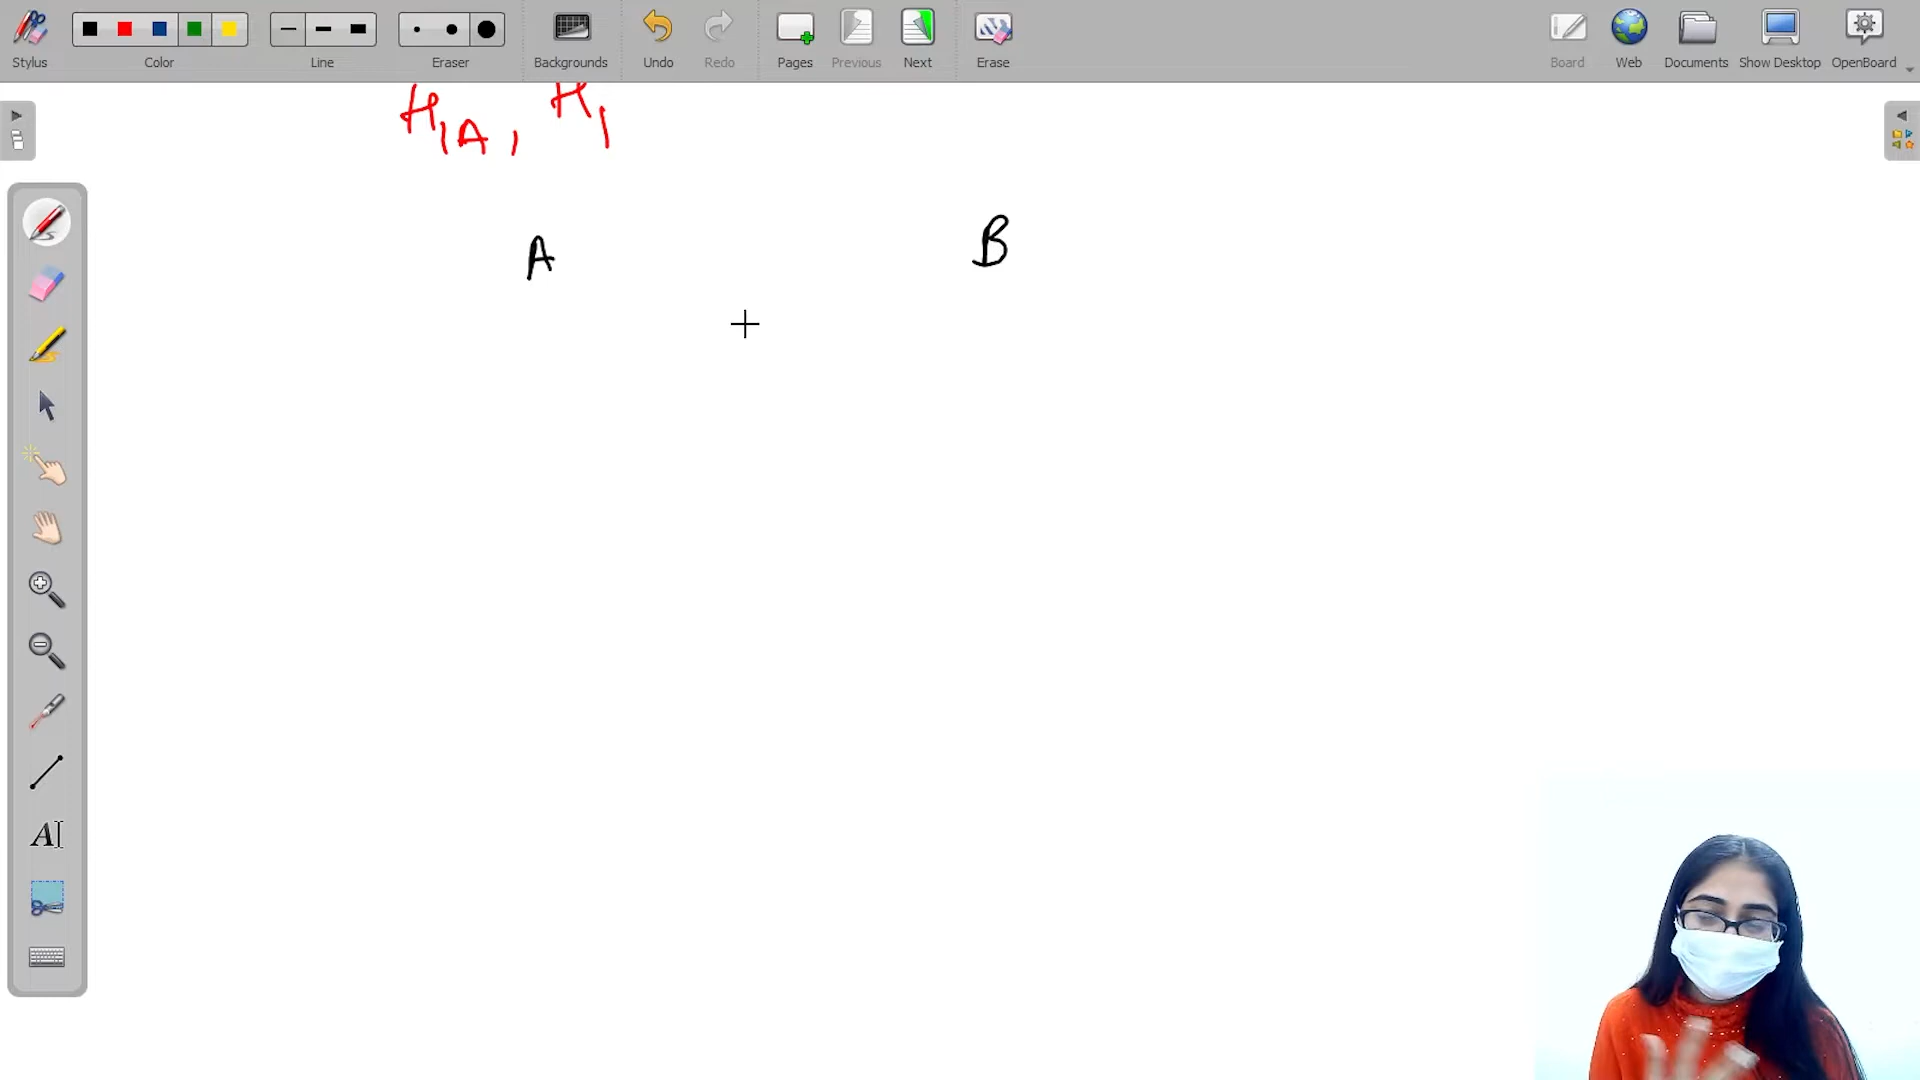 Stylus Color Line Eraser Backgrounds Undo Redo Pages Previous Next Erase Board Web Documents Show Desktop OpenBoard
H1A, H1
A B
A